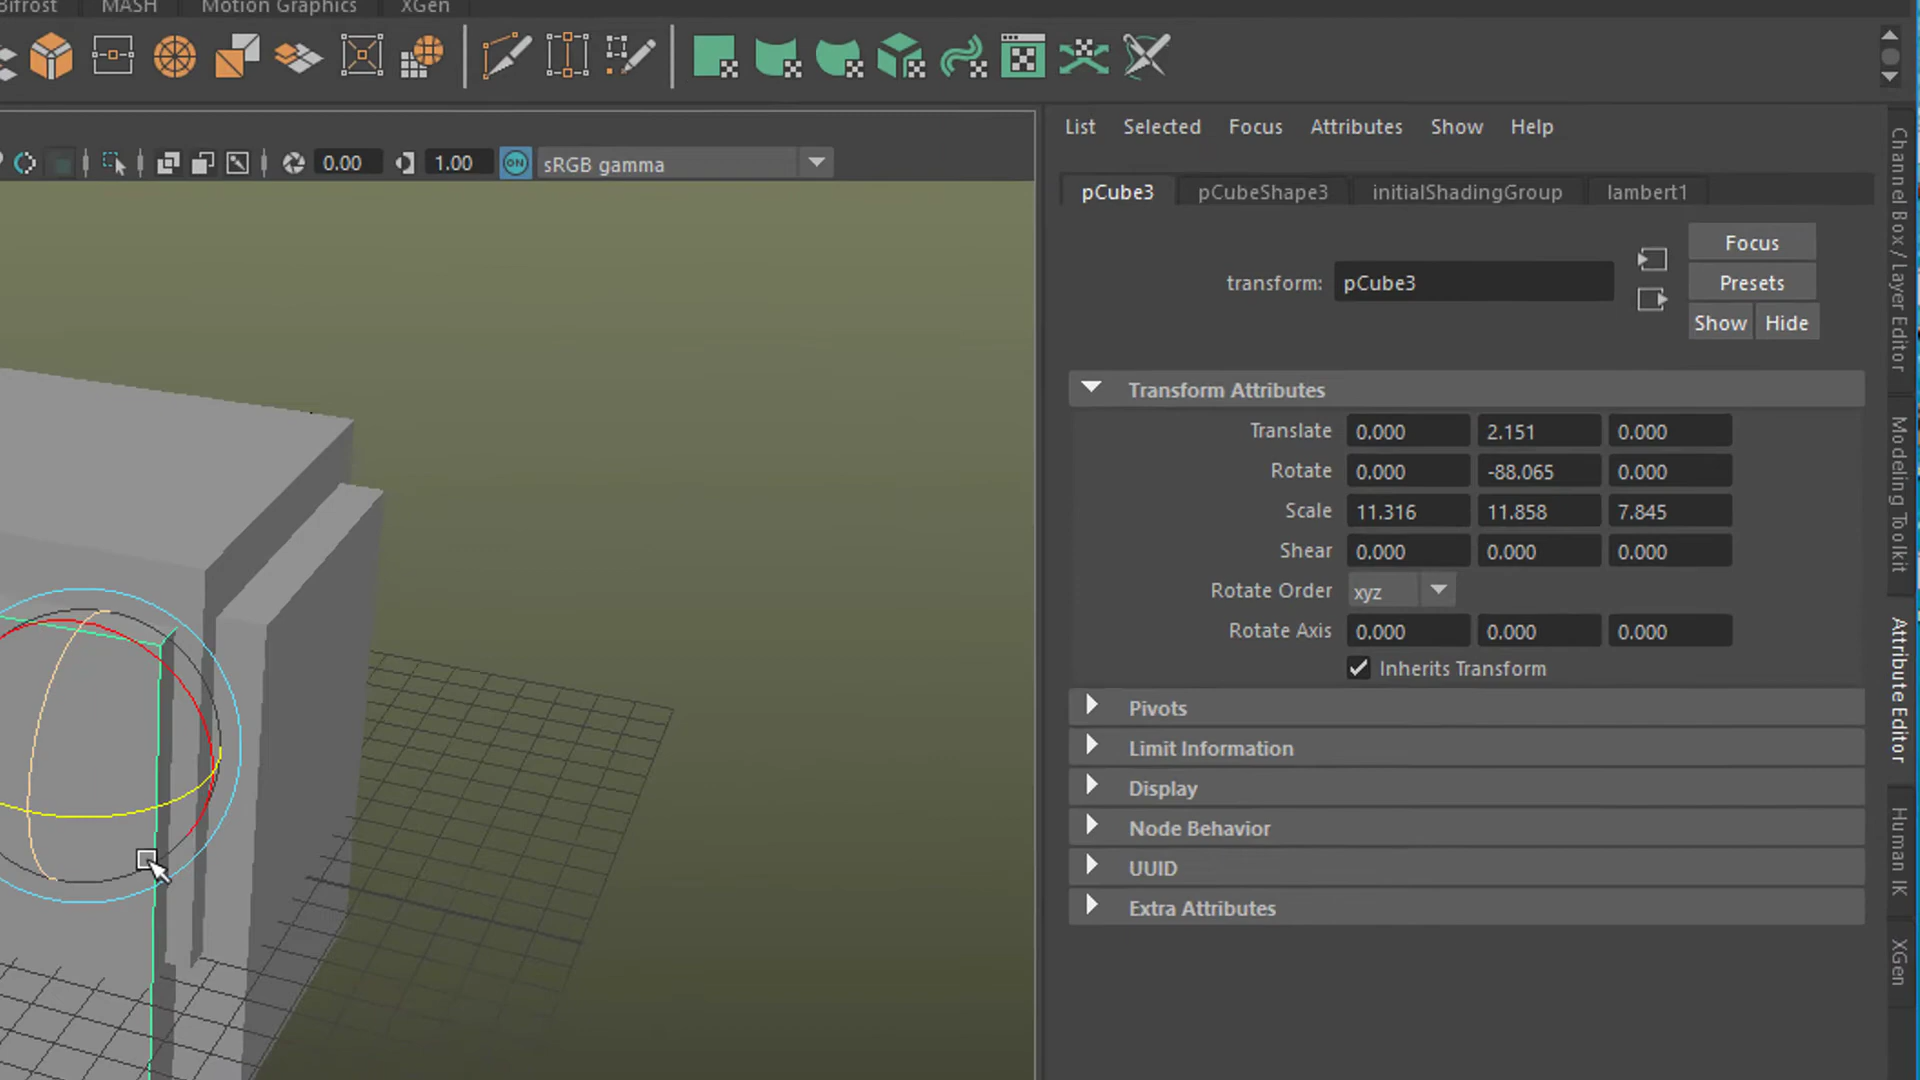 Bifrost MASH Motion Graphics XGen
List Selected Focus Attributes Show Help
0.00 1.00 ON sRGB gamma
pCube3 pCubeShape3 initialShadingGroup lambert1
Focus
transform: pCube3 Presets
Show Hide
Transform Attributes
Translate 0.000 2.151 0.000
Rotate 0.000 -88.065 0.000
Scale 11.316 11.858 7.845
Shear 0.000 0.000 0.000
Rotate Order xyz
Rotate Axis 0.000 0.000 0.000
Inherits Transform
Pivots
Limit Information
Display
Node Behavior
UUID
Extra Attributes
Channel Box / Layer Editor
Modeling Toolkit
Attribute Editor
Human IK
XGen